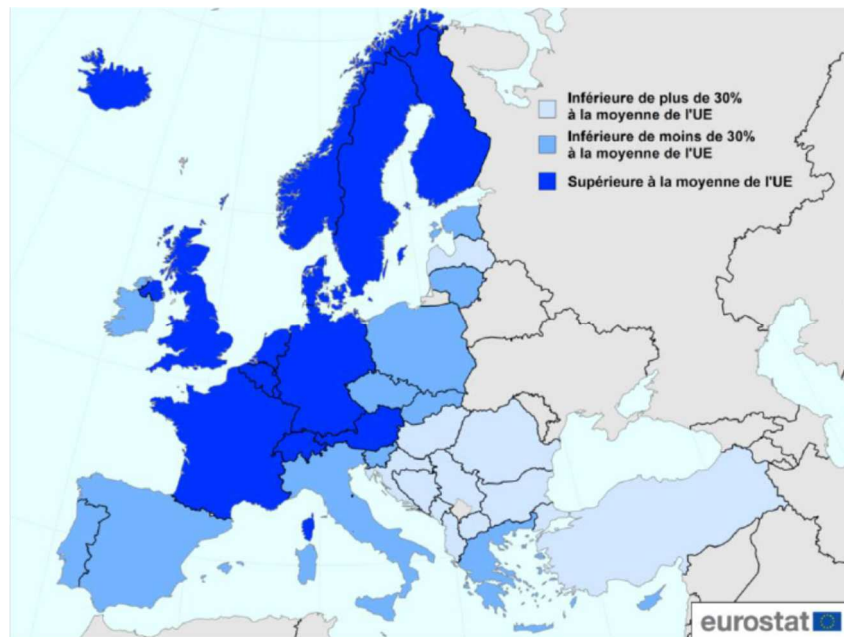 Inférieure de plus de 30%
à la moyenne de l'UE
Inférieure de moins de 30%
à la moyenne de l'UE
Supérieure à la moyenne de l'UE
eurostat